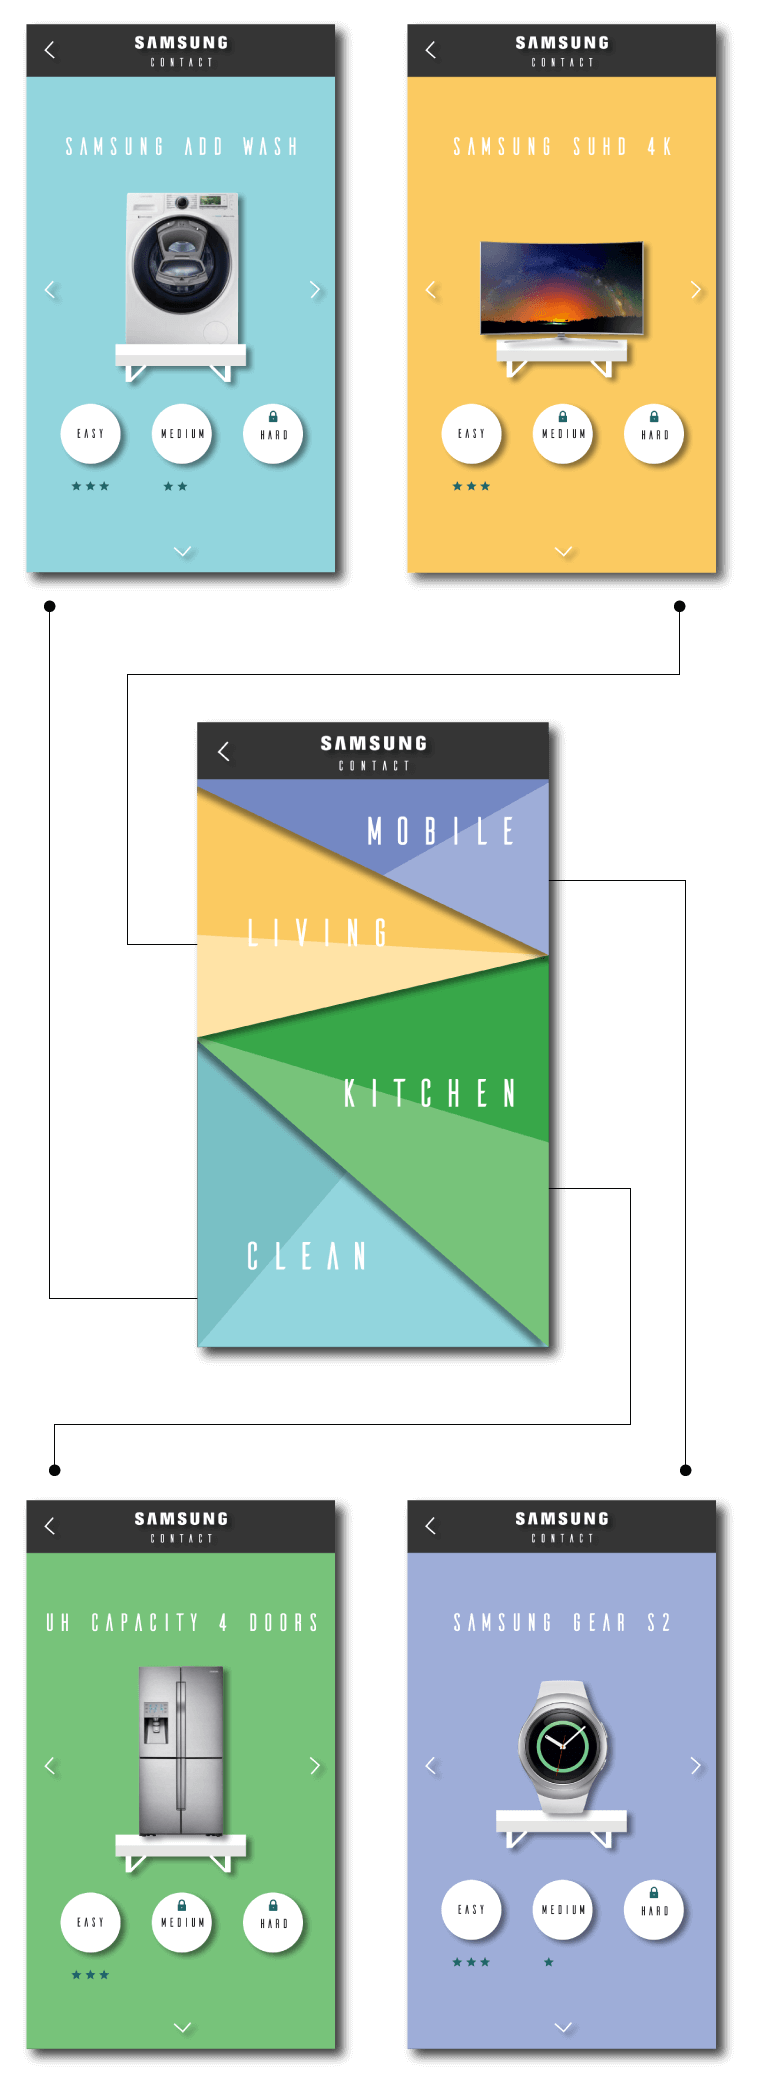 SAMSUNG
CONTACT
SAMSUNG ADD WASH
EASY
MEDIUM
HARD
SAMSUNG
CONTACT
SAMSUNG SUHD 4K
EASY
MEDIUM
HARD
SAMSUNG
CONTACT
MOBILE
LIVING
KITCHEN
CLEAN
SAMSUNG
CONTACT
UH CAPACITY 4 DOORS
EASY
MEDIUM
HARD
SAMSUNG
CONTACT
SAMSUNG GEAR S2
EASY
MEDIUM
HARD